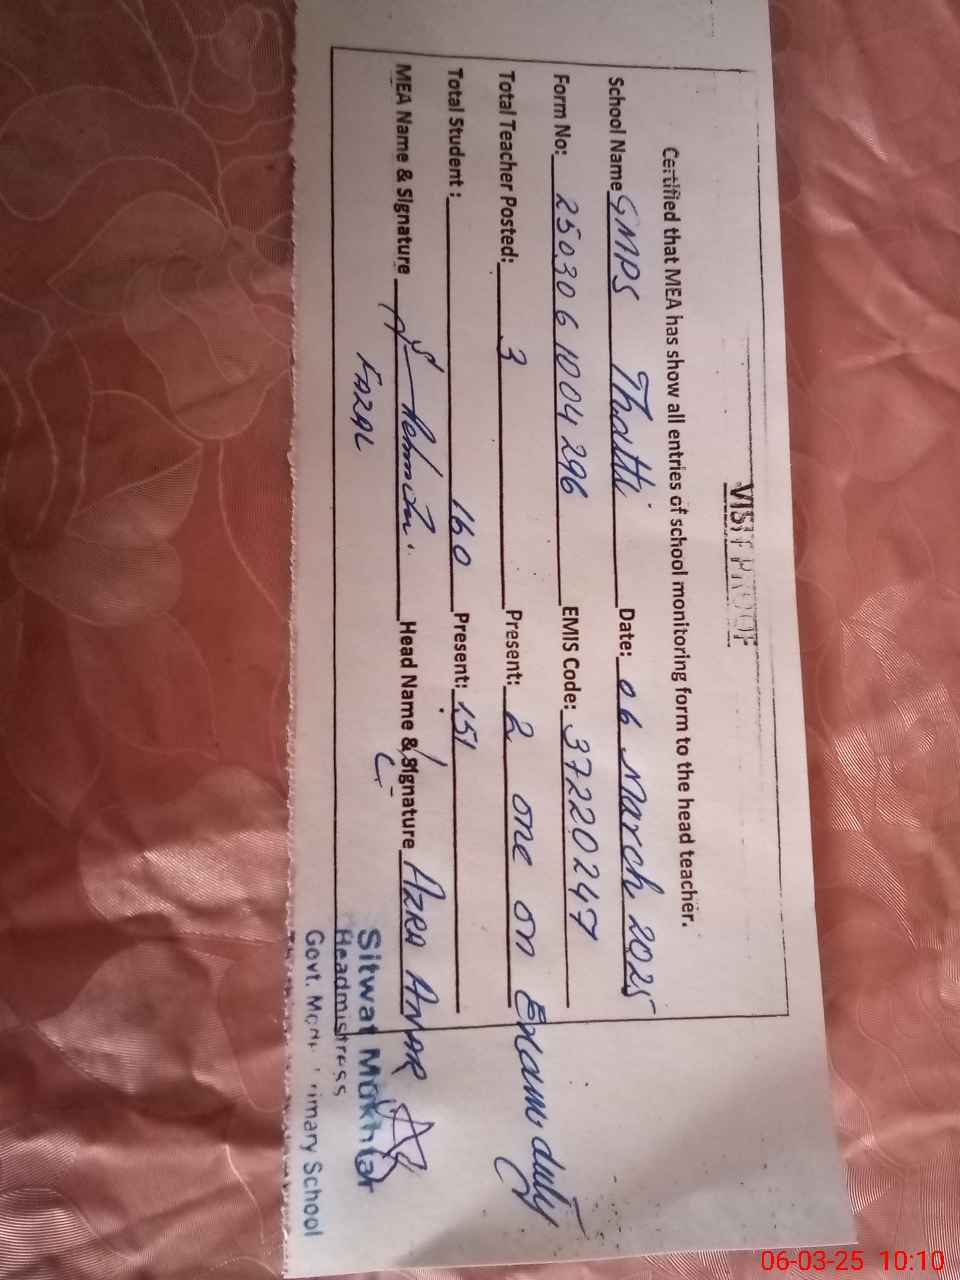 VISIT PROOF
Certified that MEA has show all entries of school monitoring form to the head teacher.
School Name GMPS Thatti Date: 06 March 2025
Form No: 250306 1004 296 EMIS Code: 37220247
Total Teacher Posted: 3 Present: 2 one on Exam duty
Total Student : 160 Present: 151
MEA Name & Signature Head Name & Signature AZRA AMAR
FAZAL
Sitwat Mukhtar
Headmistress
Govt. Primary School
06-03-25 10:10